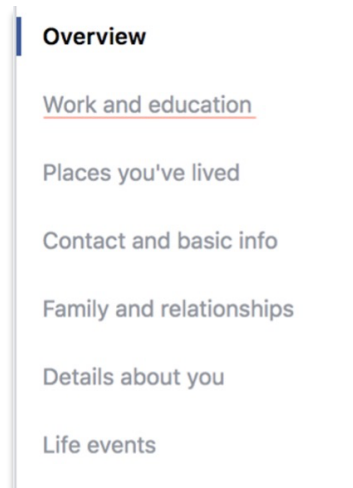 Overview
Work and education
Places you've lived
Contact and basic info
Family and relationships
Details about you
Life events